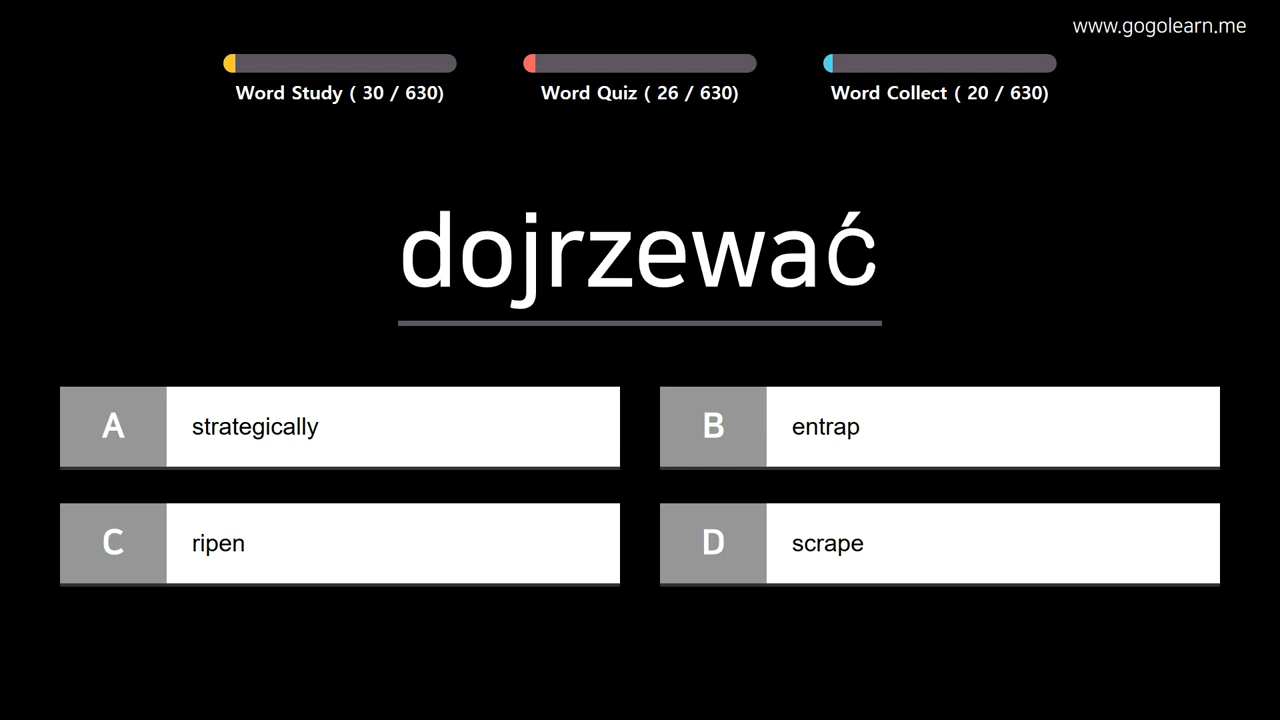 www.gogolearn.me
Word Study ( 30 / 630)
Word Quiz ( 26 / 630)
Word Collect ( 20 / 630)
dojrzewać
A strategically
B entrap
C ripen
D scrape